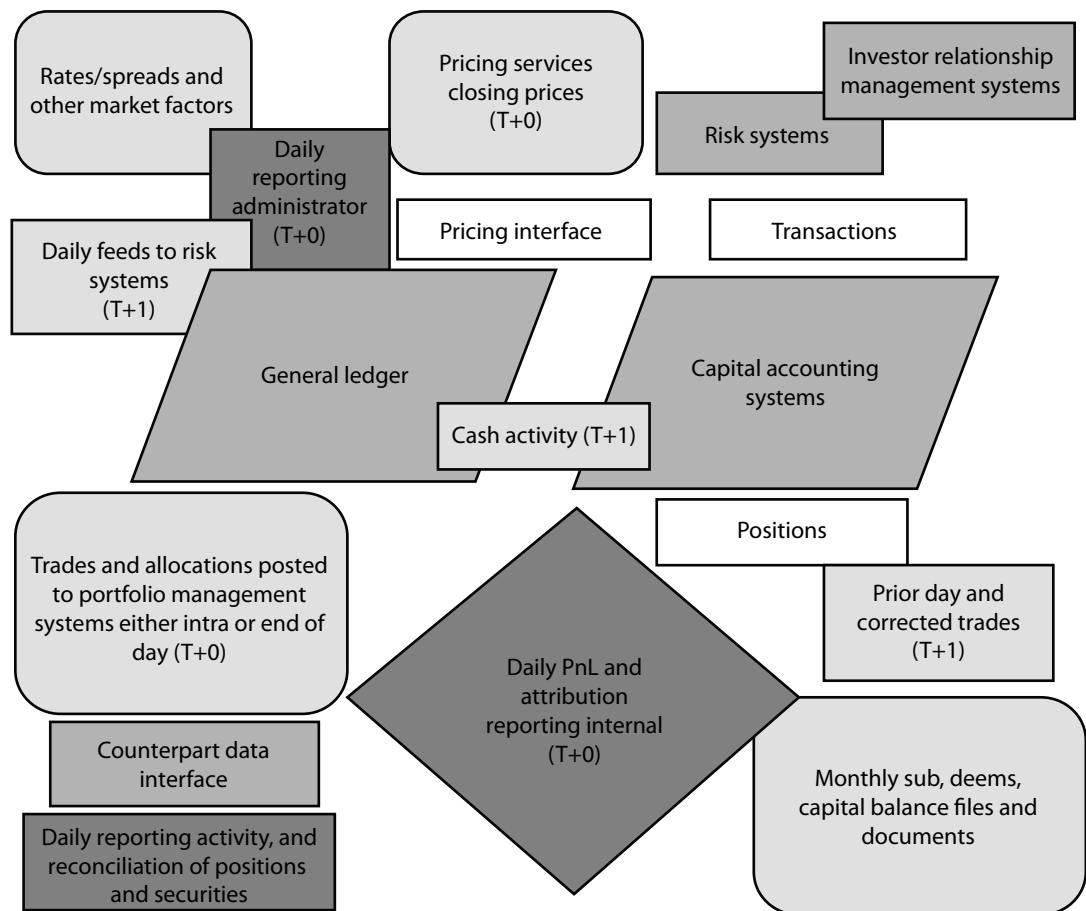 Rates/spreads and
other market factors
Pricing services
closing prices
(T+0)
Investor relationship
management systems
Risk systems
Daily
reporting
administrator
(T+0)
Pricing interface
Transactions
Daily feeds to risk
systems
(T+1)
General ledger
Capital accounting
systems
Cash activity (T+1)
Trades and allocations posted
to portfolio management
systems either intra or end of
day (T+0)
Positions
Prior day and
corrected trades
(T+1)
Daily PnL and
attribution
reporting internal
(T+0)
Counterpart data
interface
Monthly sub, deems,
capital balance files and
documents
Daily reporting activity, and
reconciliation of positions
and securities